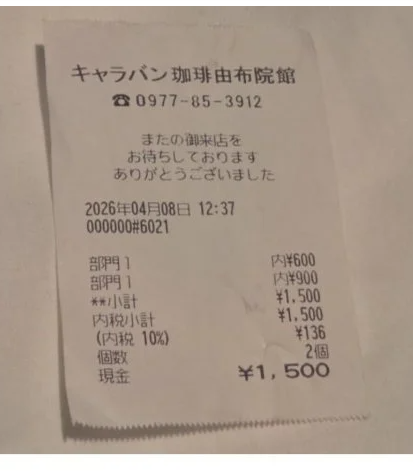 キャラバン珈琲由布院館
☎0977-85-3912
またの御来店を
お待ちしております
ありがとうございました
2026年04月08日 12:37
000000#6021
部門1 内¥600
部門1 内¥900
**小計 ¥1,500
内税小計 ¥1,500
(内税 10%) ¥136
個数 2個
現金 ¥1,500